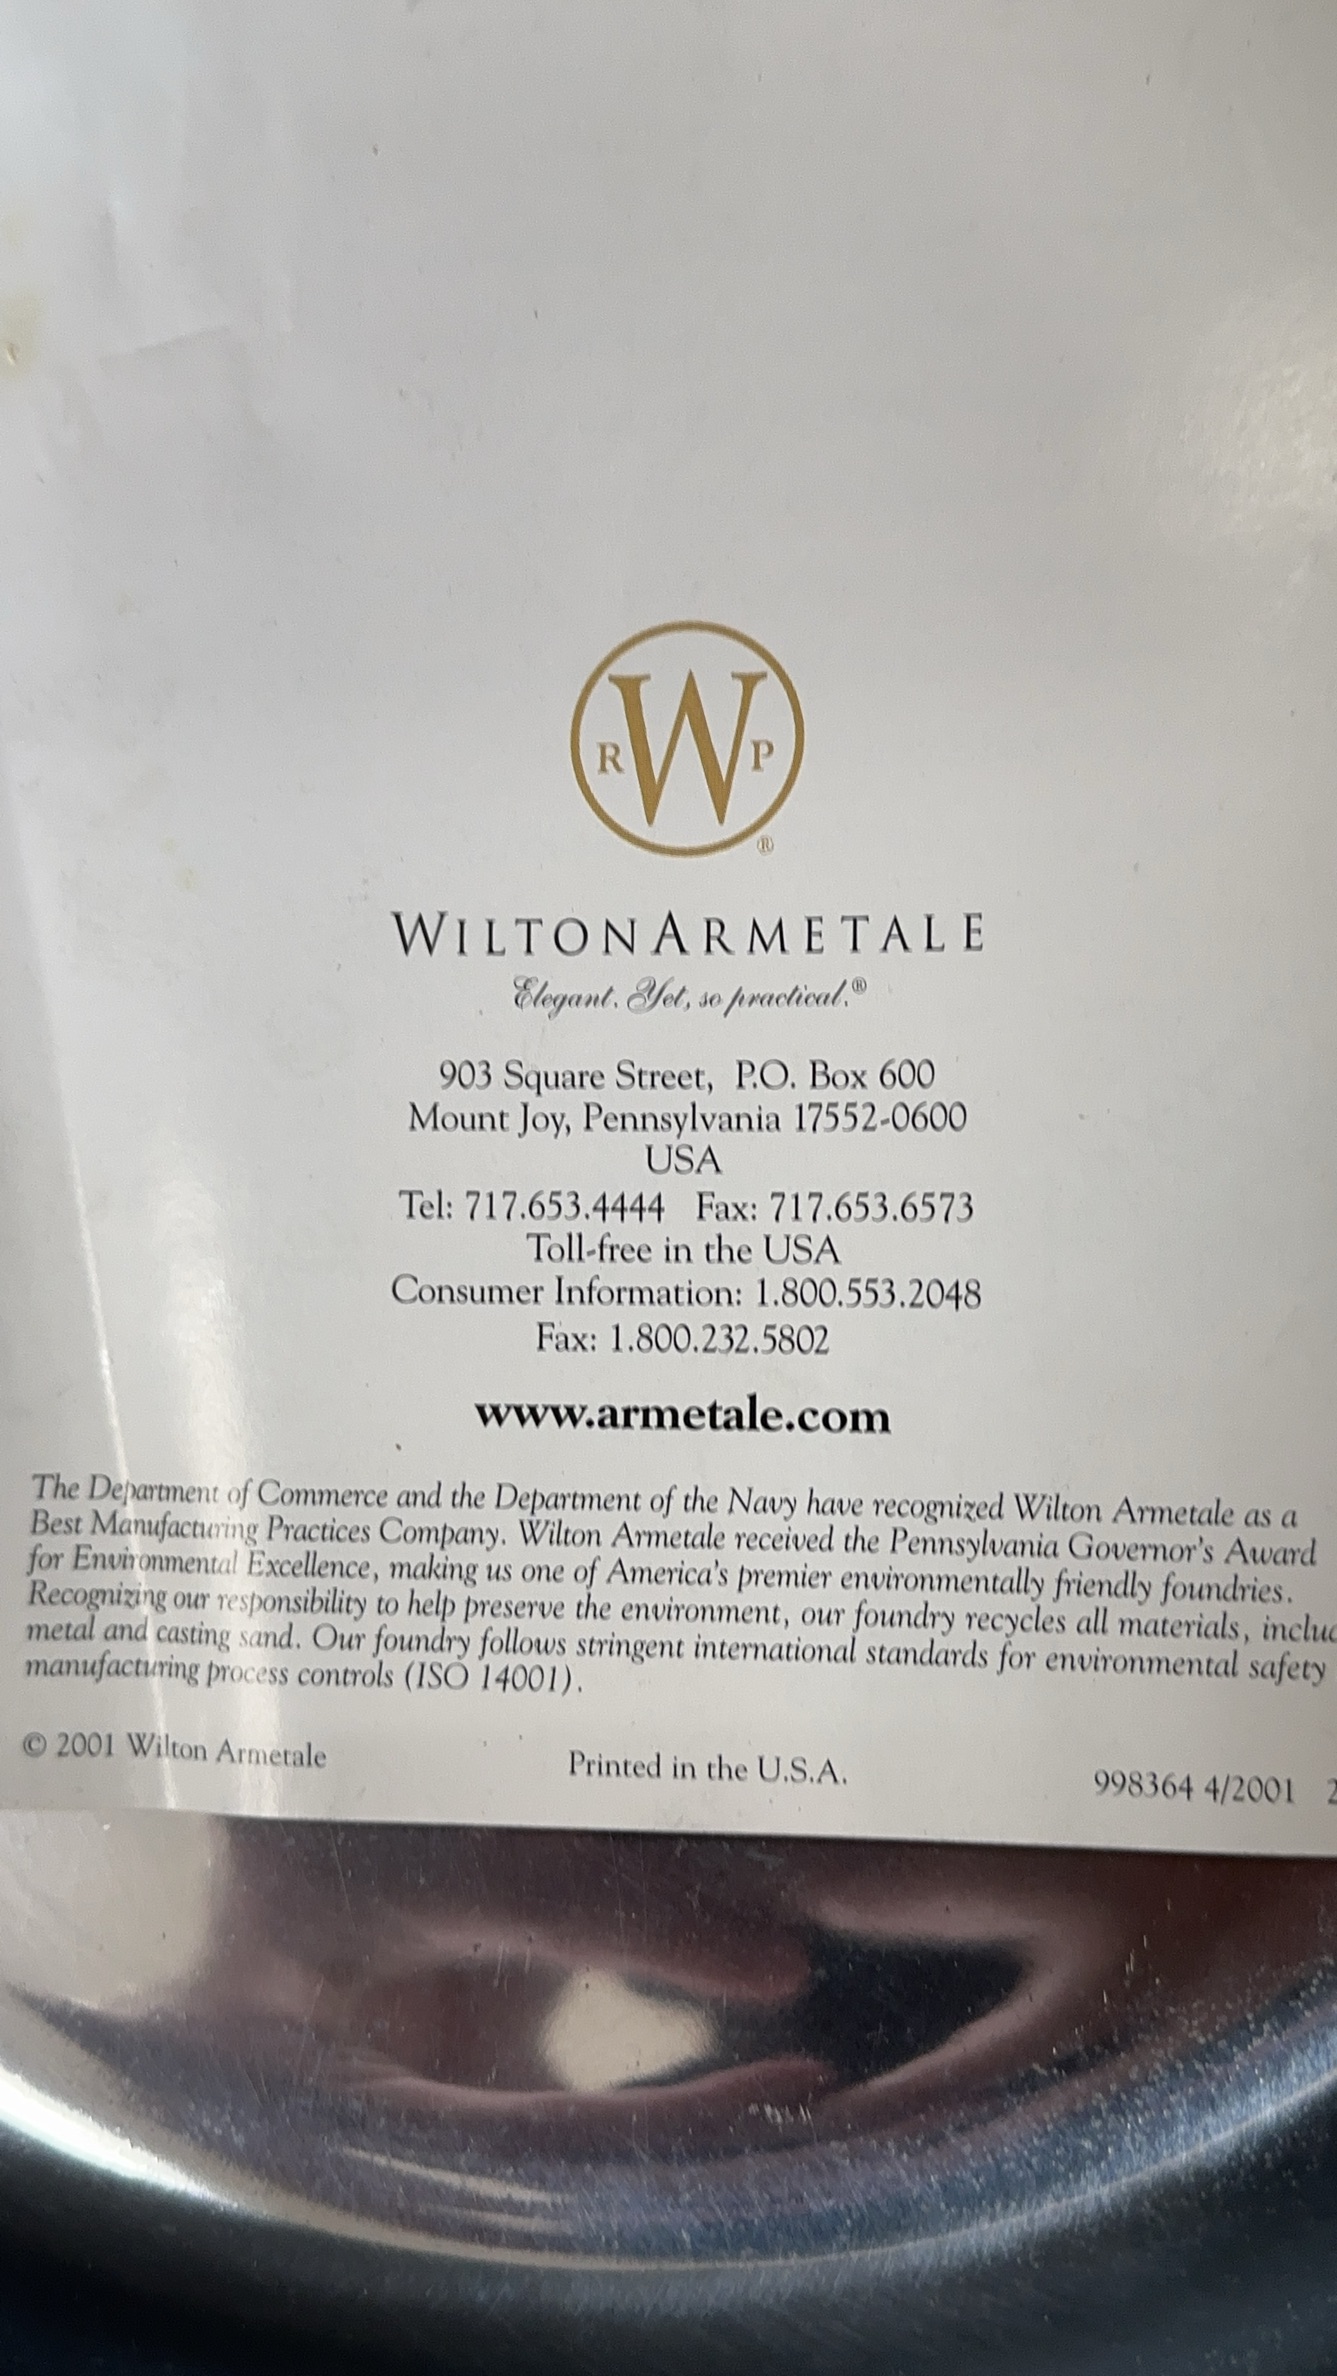 R W P
®
WILTONARMETALE
Elegant. Yet, so practical.®
903 Square Street, P.O. Box 600
Mount Joy, Pennsylvania 17552-0600
USA
Tel: 717.653.4444 Fax: 717.653.6573
Toll-free in the USA
Consumer Information: 1.800.553.2048
Fax: 1.800.232.5802
www.armetale.com
The Department of Commerce and the Department of the Navy have recognized Wilton Armetale as a
Best Manufacturing Practices Company. Wilton Armetale received the Pennsylvania Governor's Award
for Environmental Excellence, making us one of America's premier environmentally friendly foundries.
Recognizing our responsibility to help preserve the environment, our foundry recycles all materials, includ
metal and casting sand. Our foundry follows stringent international standards for environmental safety
manufacturing process controls (ISO 14001).
© 2001 Wilton Armetale Printed in the U.S.A. 998364 4/2001 2